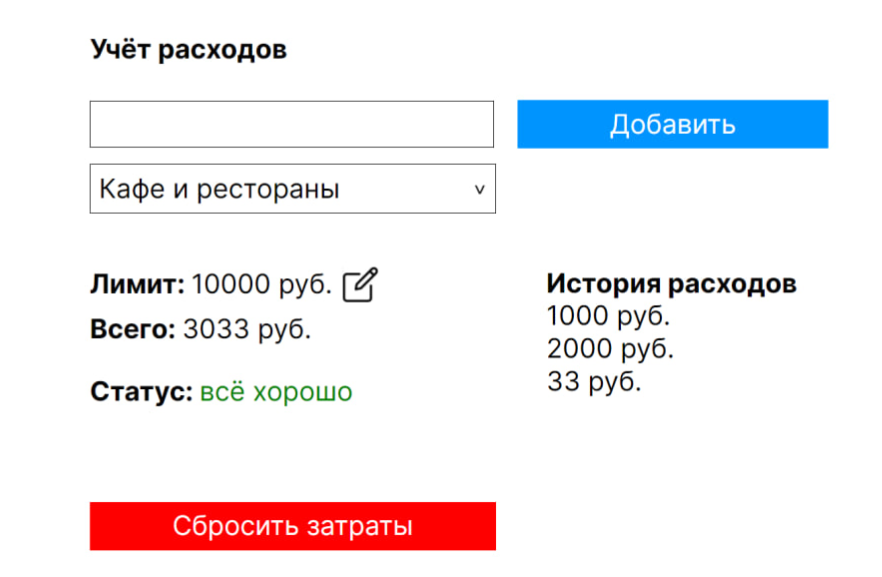 Учёт расходов
Добавить
Кафе и рестораны
Лимит: 10000 руб.
Всего: 3033 руб.
Статус: всё хорошо
История расходов
1000 руб.
2000 руб.
33 руб.
Сбросить затраты